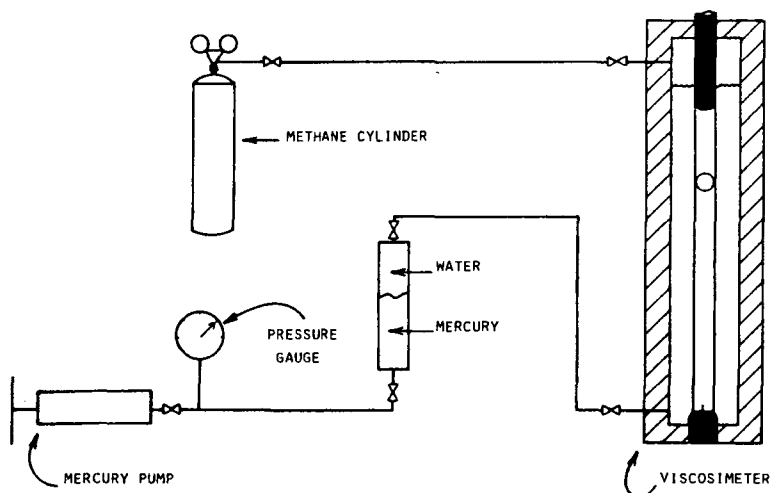 METHANE CYLINDER
WATER
MERCURY
PRESSURE
GAUGE
MERCURY PUMP
VISCOSIMETER